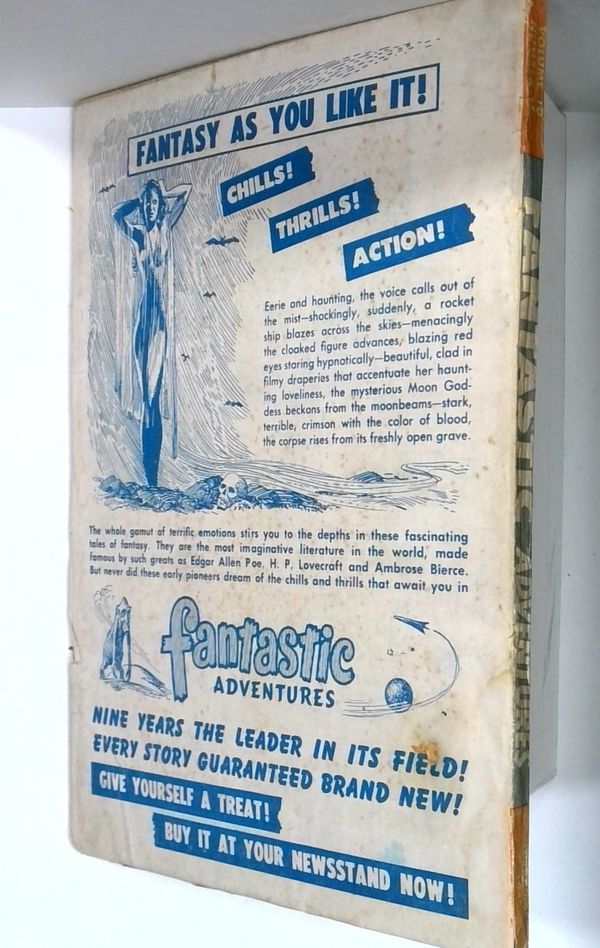 FANTASY AS YOU LIKE IT!
CHILLS!
THRILLS!
ACTION!
Eerie and haunting, the voice calls out of
the mist—shockingly, suddenly, a rocket
ship blazes across the skies—menacingly
the cloaked figure advances, blazing red
eyes staring hypnotically—beautiful, clad in
filmy draperies that accentuate her haunt-
ing loveliness, the mysterious Moon God-
dess beckons from the moonbeams—stark,
terrible, crimson with the color of blood,
the corpse rises from its freshly open grave.
The whole gamut of terrific emotions stirs you to the depths in these fascinating
tales of fantasy. They are the most imaginative literature in the world, made
famous by such greats as Edgar Allen Poe, H. P. Lovecraft and Ambrose Bierce.
But never did these early pioneers dream of the chills and thrills that await you in
fantastic
ADVENTURES
NINE YEARS THE LEADER IN ITS FIELD!
EVERY STORY GUARANTEED BRAND NEW!
GIVE YOURSELF A TREAT!
BUY IT AT YOUR NEWSSTAND NOW!
FANTASTIC ADVENTURES